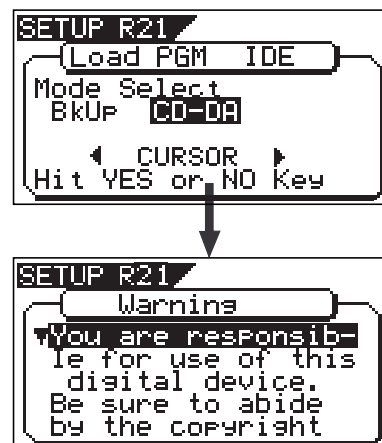 SETUP R21
Load PGM IDE
Mode Select
BkUp CD-DA
CURSOR
Hit YES or NO Key
SETUP R21
Warning
You are responsib-
le for use of this
digital device.
Be sure to abide
by the copyright